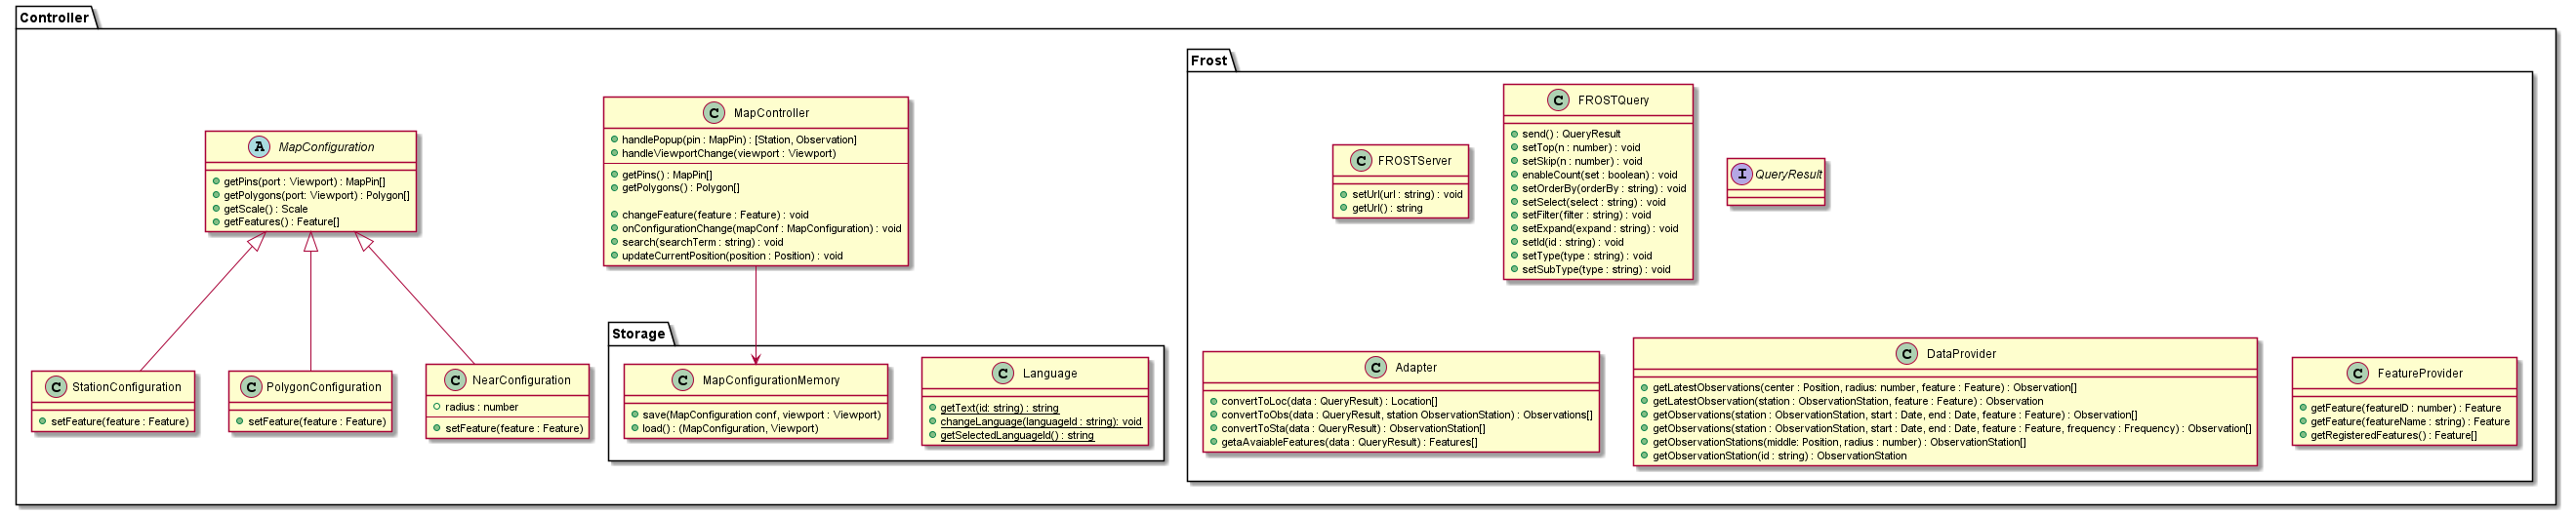 Controller
A MapConfiguration
getPins(port : Viewport) : MapPin[]
getPolygons(port: Viewport) : Polygon[]
getScale() : Scale
getFeatures() : Feature[]
C MapController
handlePopup(pin : MapPin) : [Station, Observation]
handleViewportChange(viewport : Viewport)
getPins() : MapPin[]
getPolygons() : Polygon[]
changeFeature(feature : Feature) : void
onConfigurationChange(mapConf : MapConfiguration) : void
search(searchTerm : string) : void
updateCurrentPosition(position : Position) : void
C StationConfiguration
setFeature(feature : Feature)
C PolygonConfiguration
setFeature(feature : Feature)
C NearConfiguration
radius : number
setFeature(feature : Feature)
Storage
C MapConfigurationMemory
save(MapConfiguration conf, viewport : Viewport)
load() : (MapConfiguration, Viewport)
C Language
getText(id: string) : string
changeLanguage(languageId : string): void
getSelectedLanguageId() : string
Frost
C FROSTServer
setUrl(url : string) : void
getUrl() : string
C FROSTQuery
send() : QueryResult
setTop(n : number) : void
setSkip(n : number) : void
enableCount(set : boolean) : void
setOrderBy(orderBy : string) : void
setSelect(select : string) : void
setFilter(filter : string) : void
setExpand(expand : string) : void
setId(id : string) : void
setType(type : string) : void
setSubType(type : string) : void
I QueryResult
C Adapter
convertToLoc(data : QueryResult) : Location[]
convertToObs(data : QueryResult, station ObservationStation) : Observations[]
convertToSta(data : QueryResult) : ObservationStation[]
getaAvaiableFeatures(data : QueryResult) : Features[]
C DataProvider
getLatestObservations(center : Position, radius: number, feature : Feature) : Observation[]
getLatestObservation(station : ObservationStation, feature : Feature) : Observation
getObservations(station : ObservationStation, start : Date, end : Date, feature : Feature) : Observation[]
getObservations(station : ObservationStation, start : Date, end : Date, feature : Feature, frequency : Frequency) : Observation[]
getObservationStations(middle: Position, radius : number) : ObservationStation[]
getObservationStation(id : string) : ObservationStation
C FeatureProvider
getFeature(featureID : number) : Feature
getFeature(featureName : string) : Feature
getRegisteredFeatures() : Feature[]